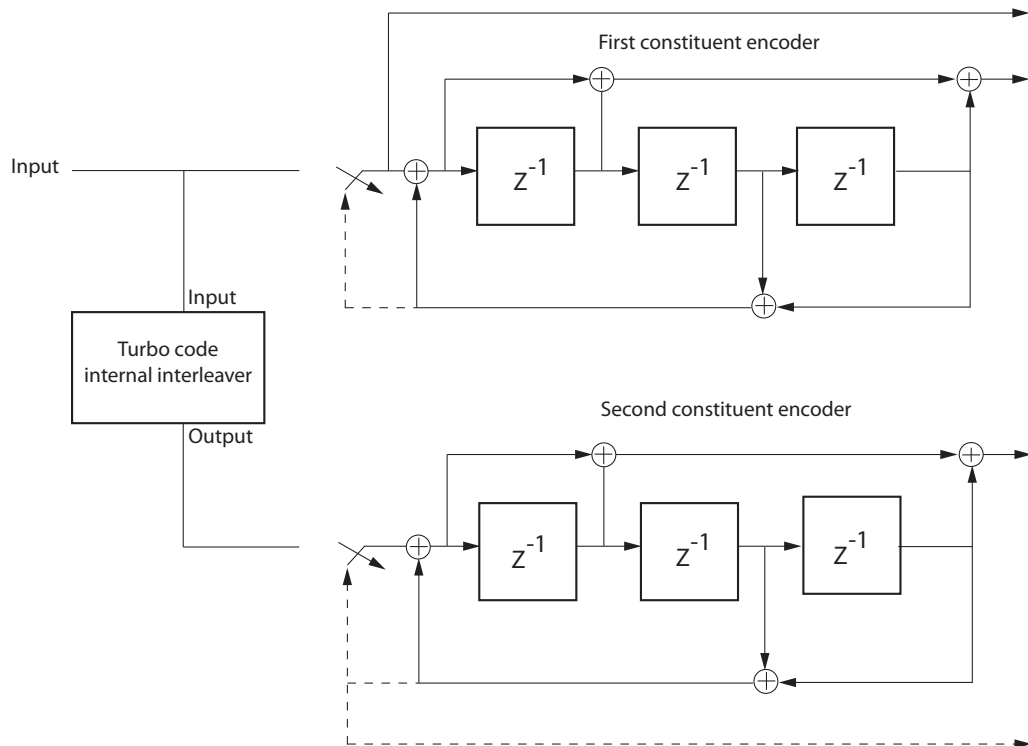 First constituent encoder
Z-1
Z-1
Z-1
Input
Input
Turbo code
internal interleaver
Output
Second constituent encoder
Z-1
Z-1
Z-1